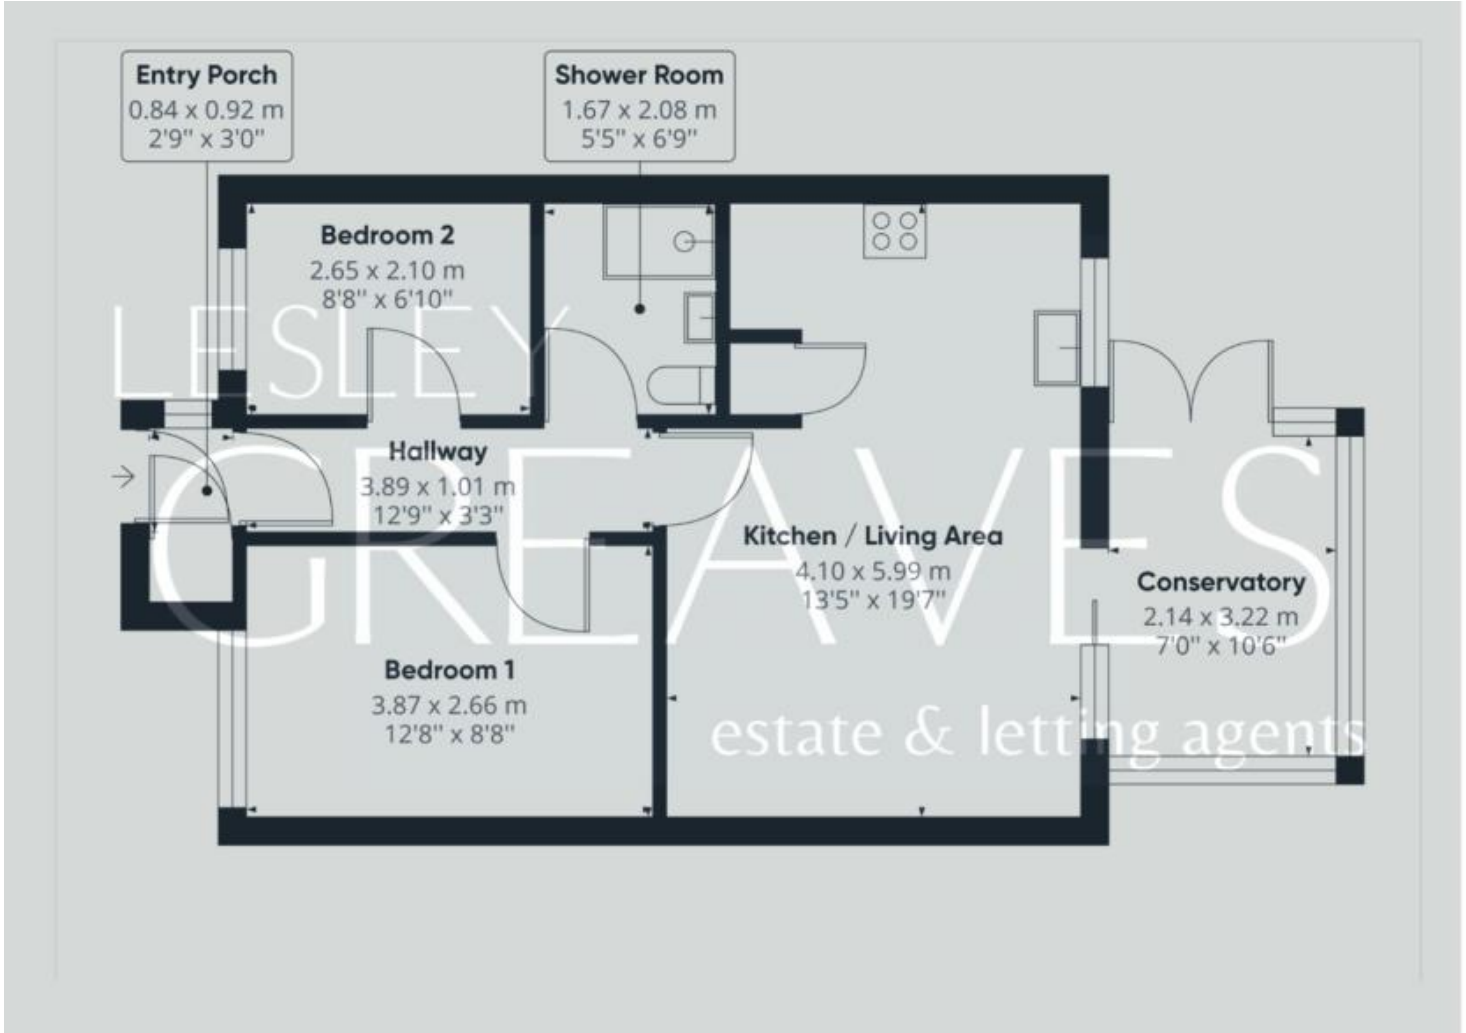 Entry Porch
0.84 x 0.92 m
2'9" x 3'0"
Shower Room
1.67 x 2.08 m
5'5" x 6'9"
Bedroom 2
2.65 x 2.10 m
8'8" x 6'10"
LESLEY
GREAVES
estate & letting agents
Hallway
3.89 x 1.01 m
12'9" x 3'3"
Kitchen / Living Area
4.10 x 5.99 m
13'5" x 19'7"
Conservatory
2.14 x 3.22 m
7'0" x 10'6"
Bedroom 1
3.87 x 2.66 m
12'8" x 8'8"